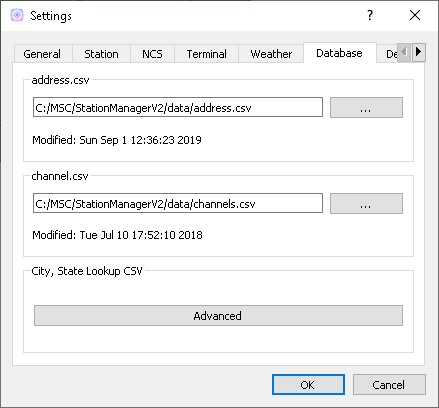 Settings
?
General Station NCS Terminal Weather Database De
address.csv
C:/MSC/StationManagerV2/data/address.csv ...
Modified: Sun Sep 1 12:36:23 2019
channel.csv
C:/MSC/StationManagerV2/data/channels.csv ...
Modified: Tue Jul 10 17:52:10 2018
City, State Lookup CSV
Advanced
OK Cancel